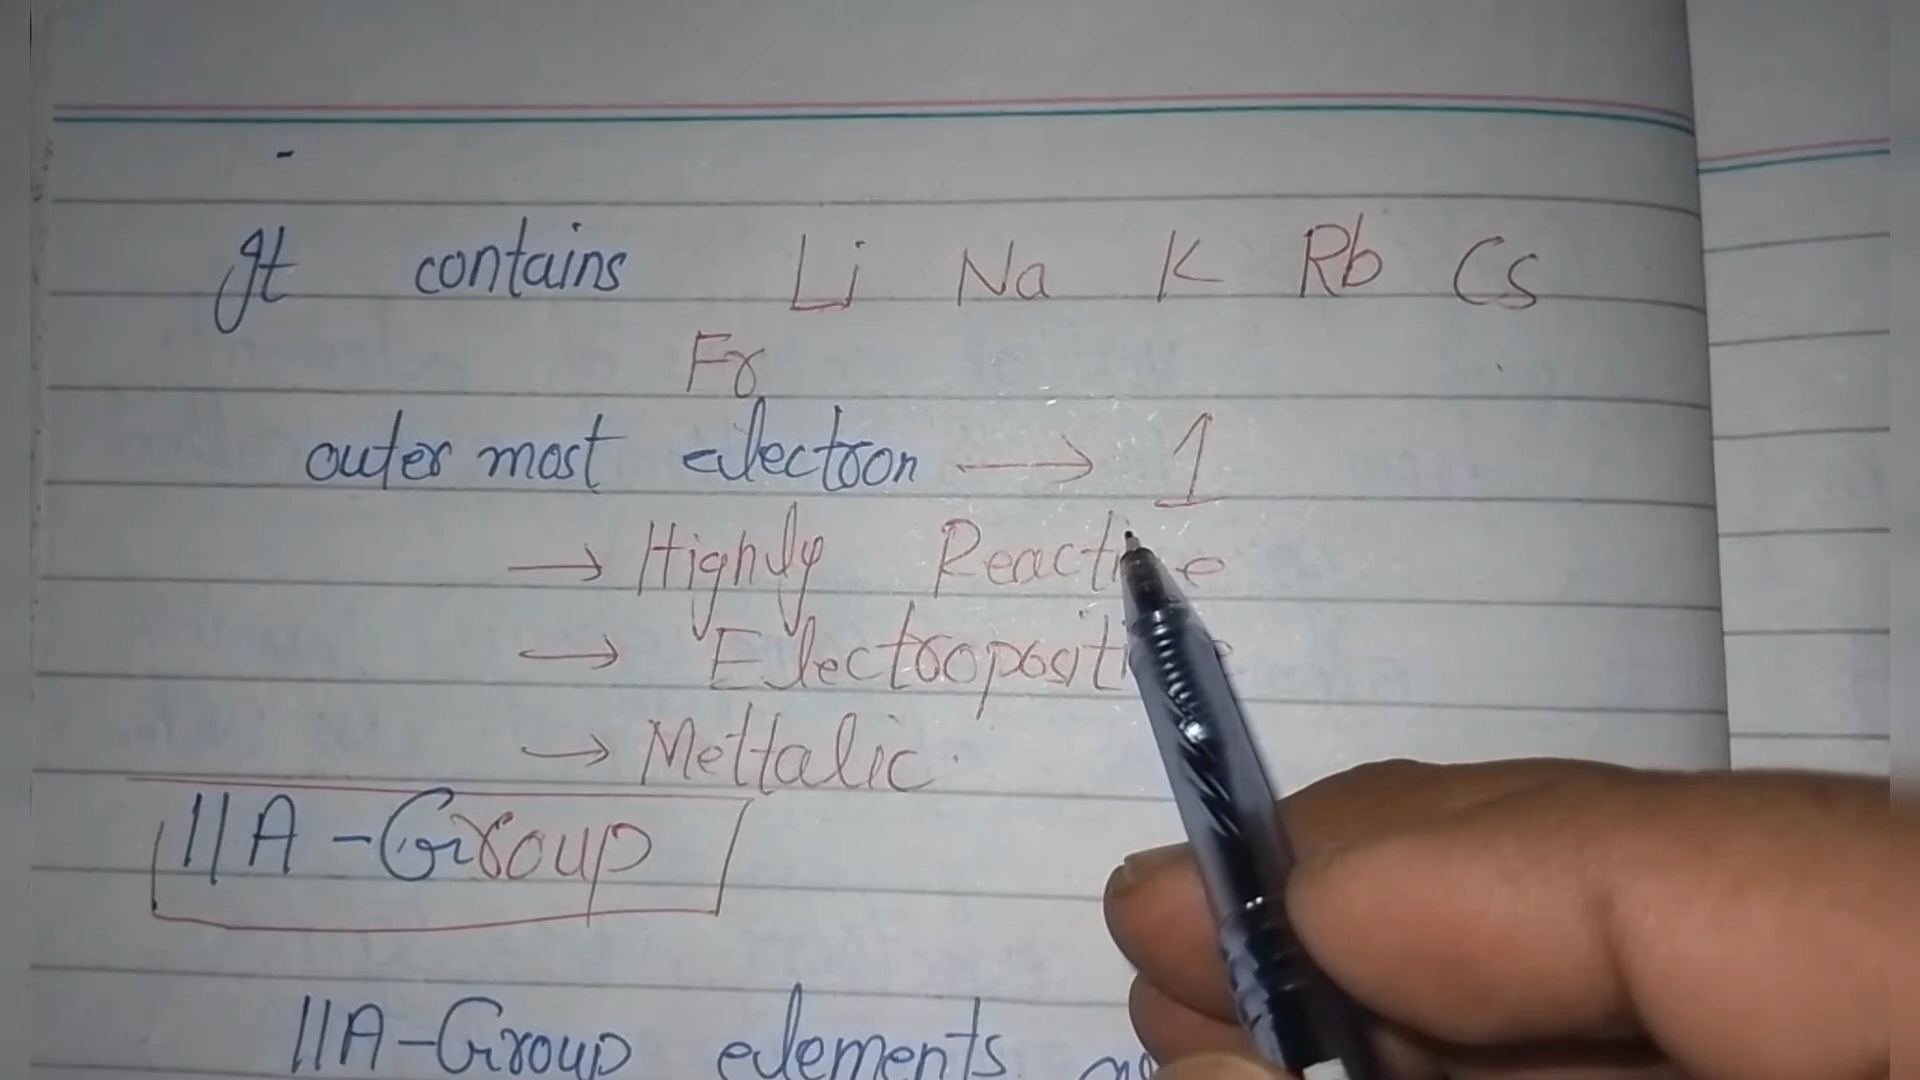 It contains Li Na K Rb Cs
Fr
outer most electron → 1
→ Highly Reactive
→ Electropositive
→ Mettalic.
IIA-Group
IIA-Group elements